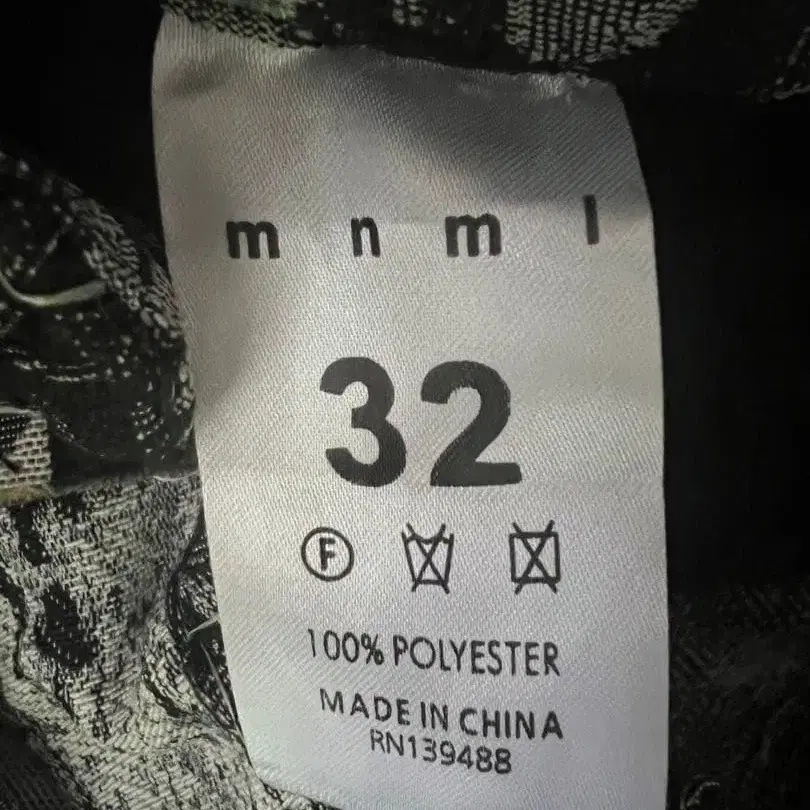 m n m l
32
F
100% POLYESTER
MADE IN CHINA
RN139488